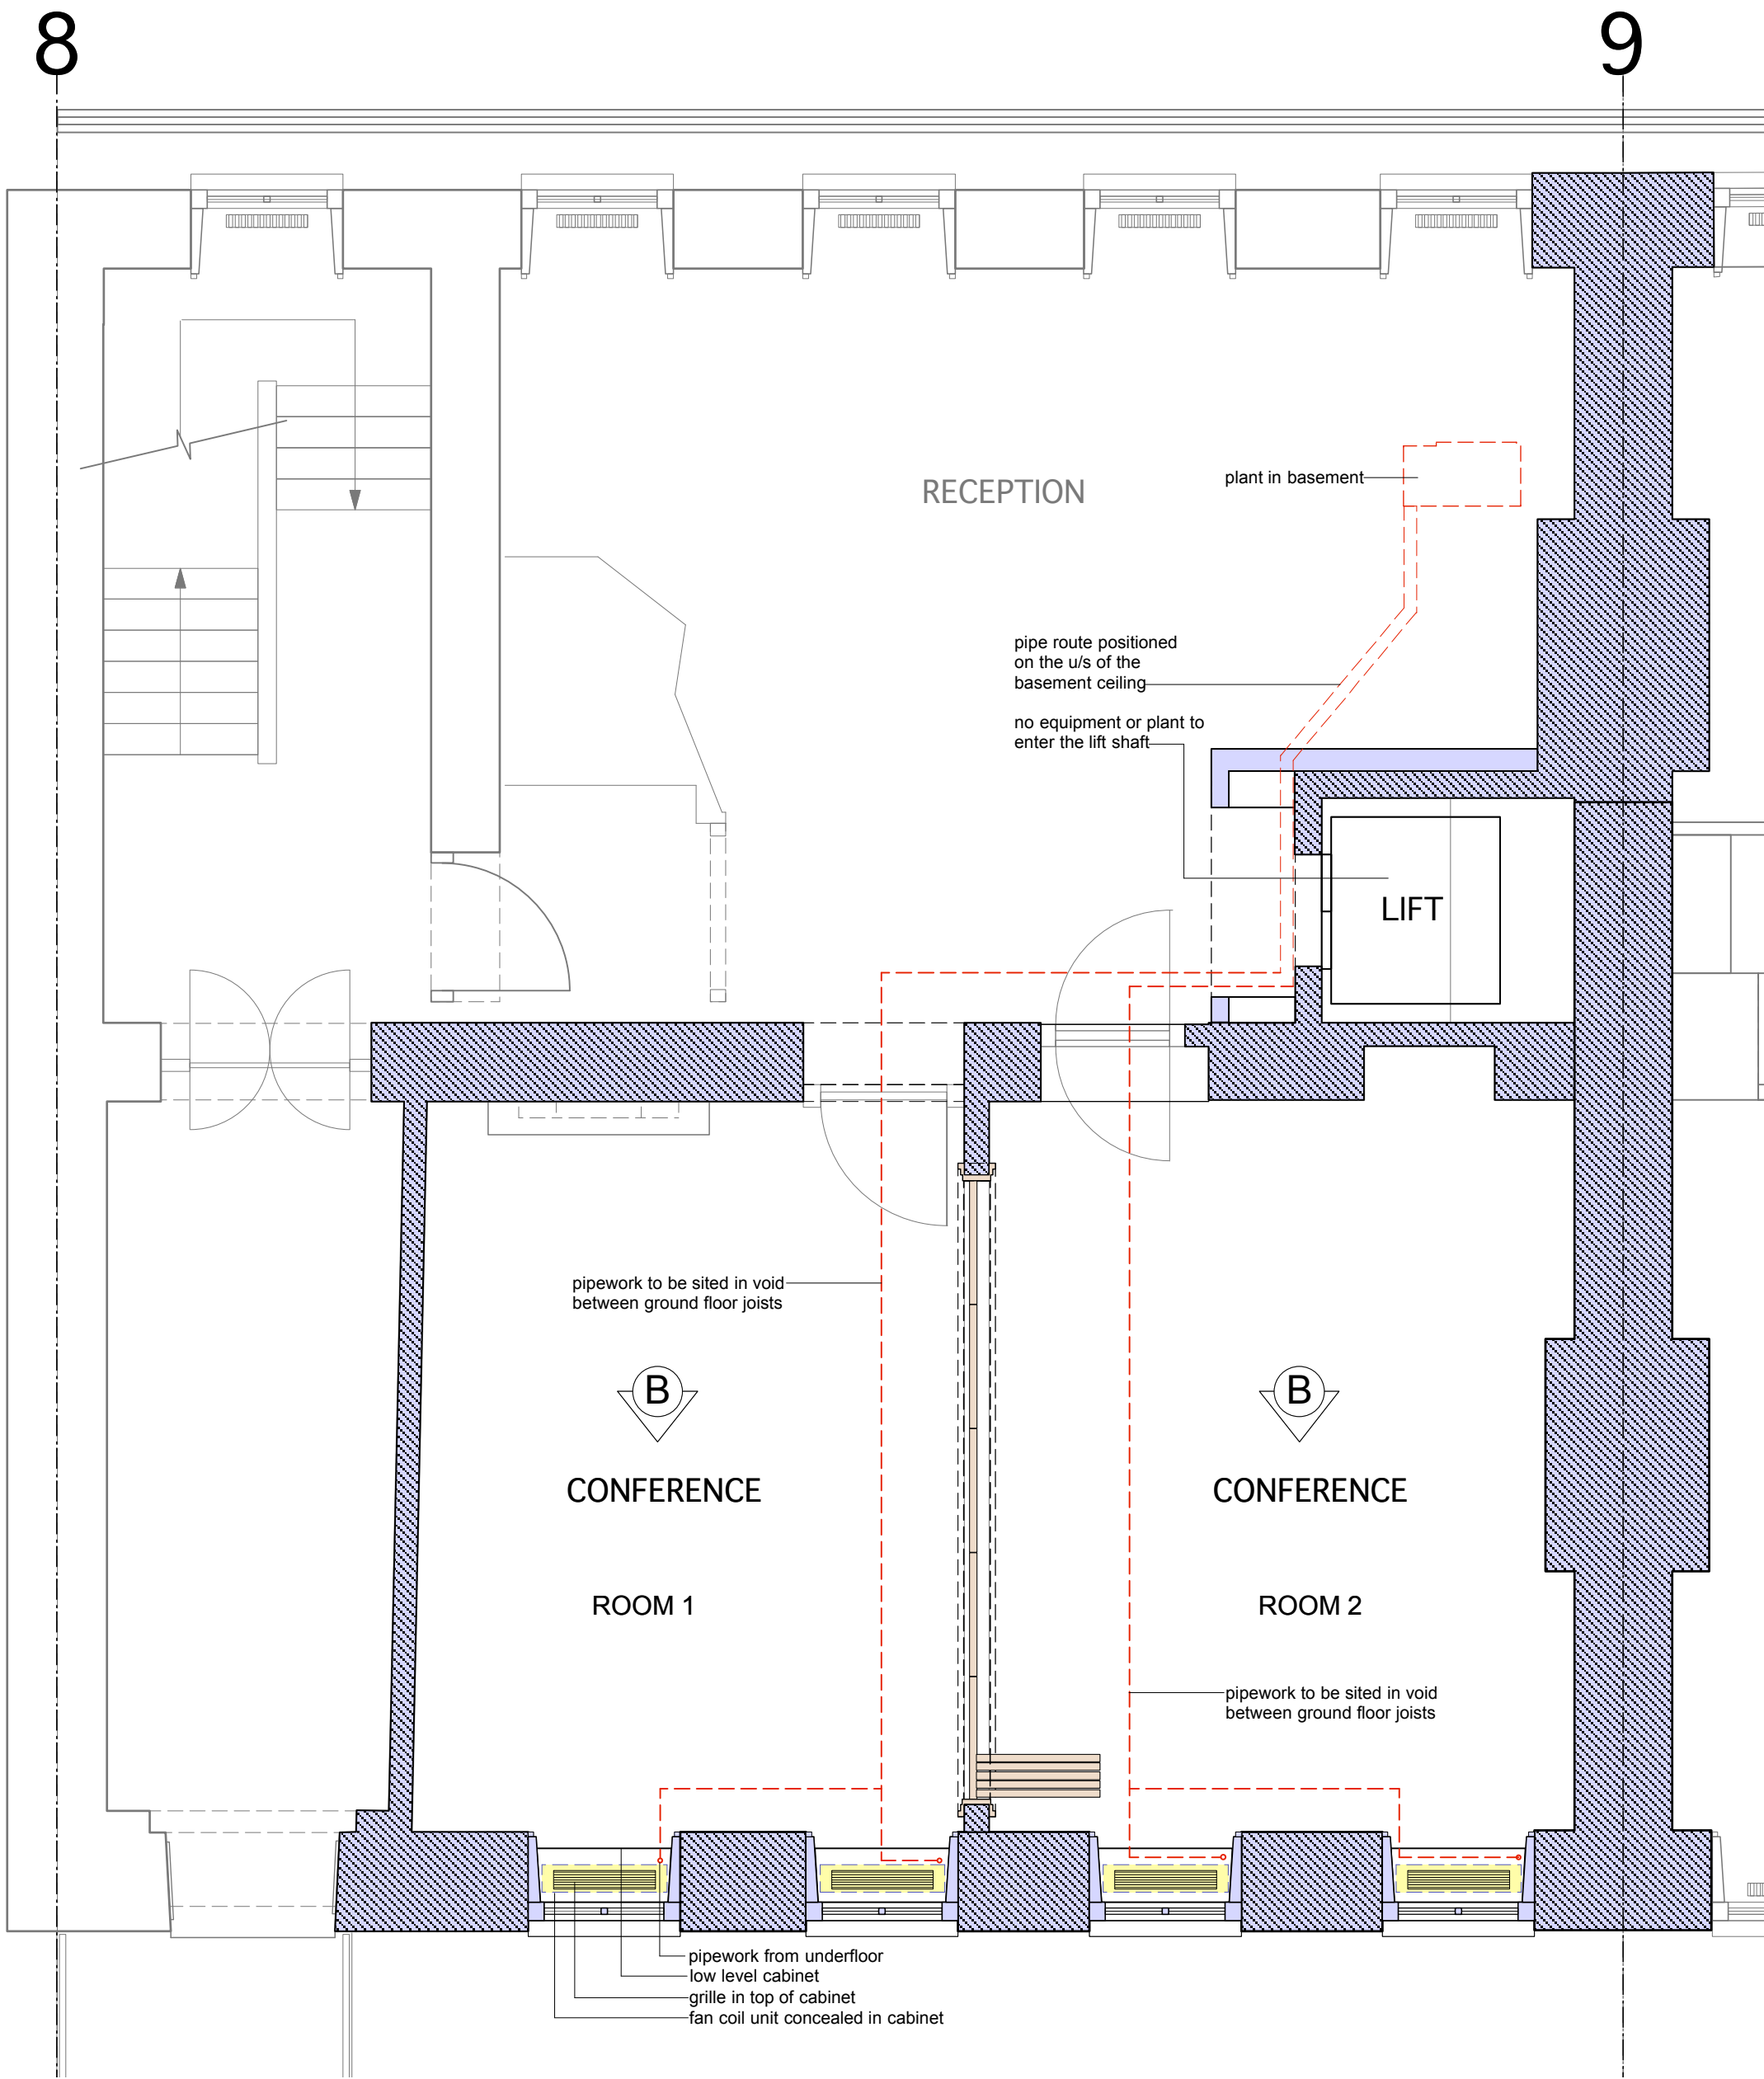 8
9
RECEPTION
plant in basement
pipe route positioned
on the u/s of the
basement ceiling
no equipment or plant to
enter the lift shaft
LIFT
pipework to be sited in void
between ground floor joists
B
B
CONFERENCE
CONFERENCE
ROOM 1
ROOM 2
pipework to be sited in void
between ground floor joists
pipework from underfloor
low level cabinet
grille in top of cabinet
fan coil unit concealed in cabinet